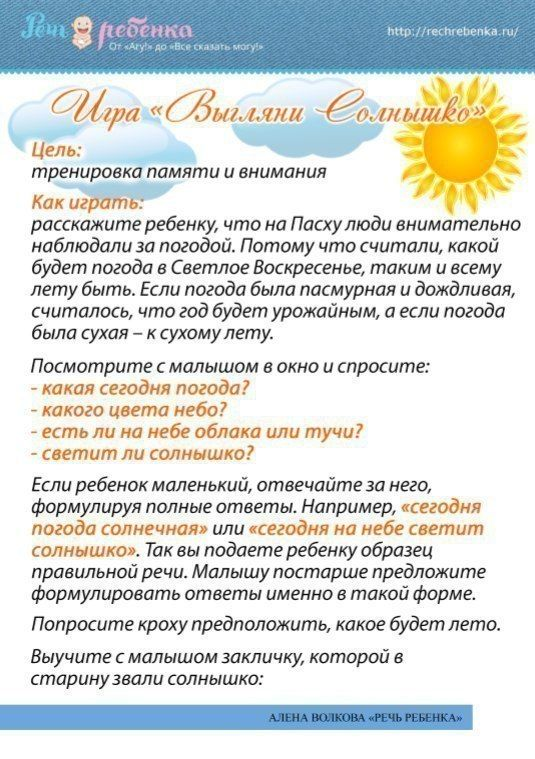 Речь ребенка
От «Агу!» до «Все сказать могу!»
http://rechrebenka.ru/
Игра «Выгляни Солнышко»
Цель:
тренировка памяти и внимания
Как играть:
расскажите ребенку, что на Пасху люди внимательно
наблюдали за погодой. Потому что считали, какой
будет погода в Светлое Воскресенье, таким и всему
лету быть. Если погода была пасмурная и дождливая,
считалось, что год будет урожайным, а если погода
была сухая – к сухому лету.
Посмотрите с малышом в окно и спросите:
- какая сегодня погода?
- какого цвета небо?
- есть ли на небе облака или тучи?
- светит ли солнышко?
Если ребенок маленький, отвечайте за него,
формулируя полные ответы. Например, «сегодня
погода солнечная» или «сегодня на небе светит
солнышко». Так вы подаете ребенку образец
правильной речи. Малышу постарше предложите
формулировать ответы именно в такой форме.
Попросите кроху предположить, какое будет лето.
Выучите с малышом закличку, которой в
старину звали солнышко:
АЛЕНА ВОЛКОВА «РЕЧЬ РЕБЕНКА»